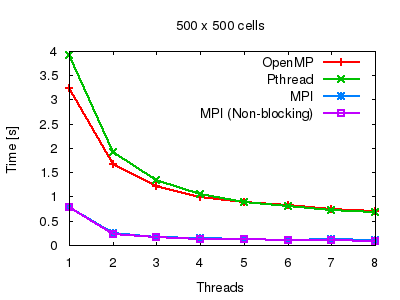 500 x 500 cells
OpenMP
Pthread
MPI
MPI (Non-blocking)
Time [s]
4
3.5
3
2.5
2
1.5
1
0.5
0
1 2 3 4 5 6 7 8
Threads